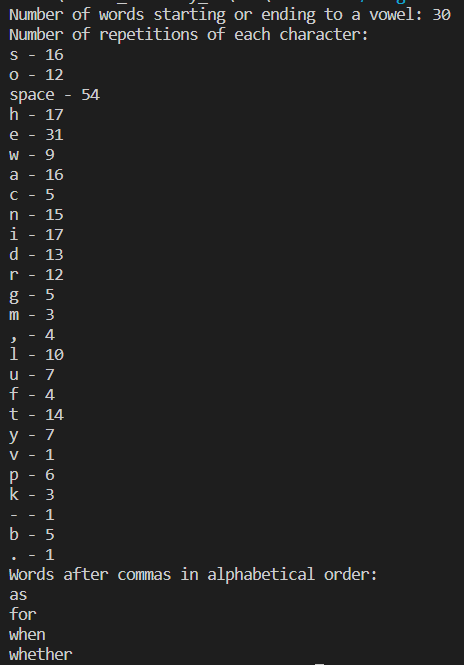 Number of words starting or ending to a vowel: 30
Number of repetitions of each character:
s - 16
o - 12
space - 54
h - 17
e - 31
w - 9
a - 16
c - 5
n - 15
i - 17
d - 13
r - 12
g - 5
m - 3
, - 4
l - 10
u - 7
f - 4
t - 14
y - 7
v - 1
p - 6
k - 3
- - 1
b - 5
. - 1
Words after commas in alphabetical order:
as
for
when
whether